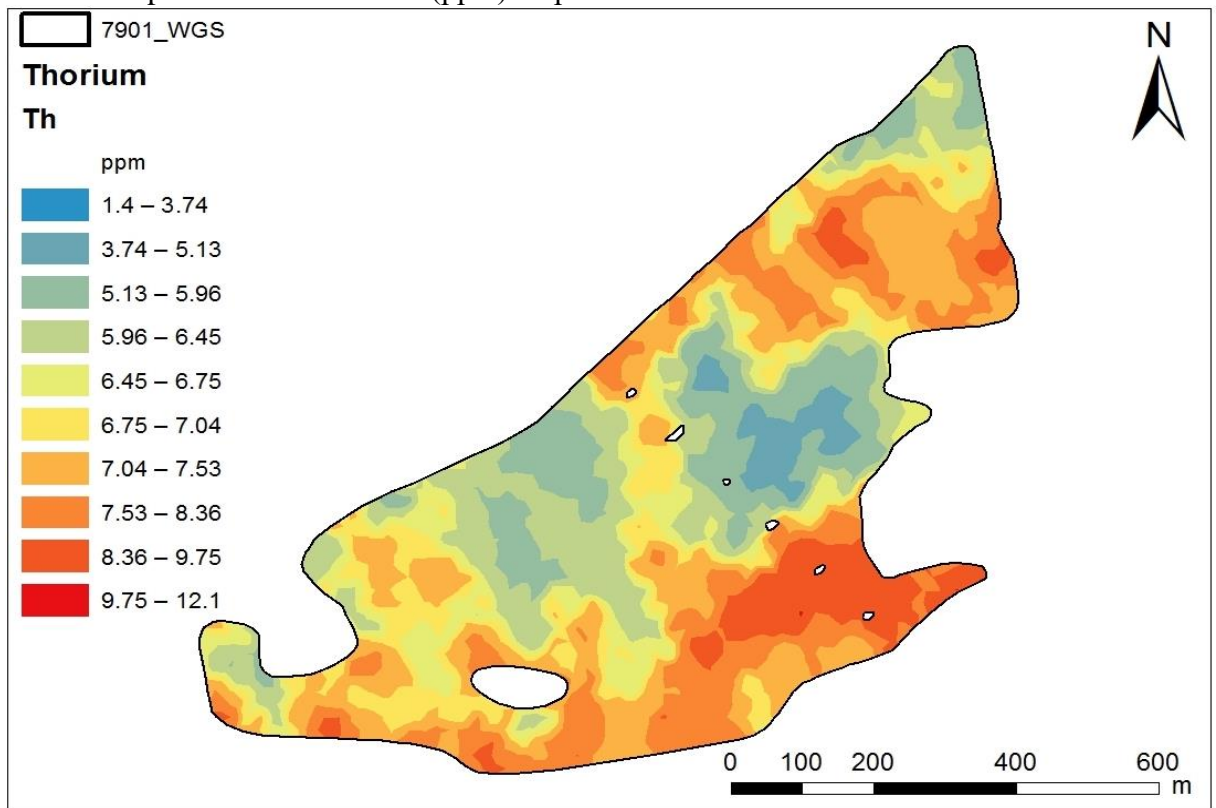 7901_WGS
Thorium
Th
ppm
1.4 – 3.74
3.74 – 5.13
5.13 – 5.96
5.96 – 6.45
6.45 – 6.75
6.75 – 7.04
7.04 – 7.53
7.53 – 8.36
8.36 – 9.75
9.75 – 12.1
N
0 100 200 400 600
m